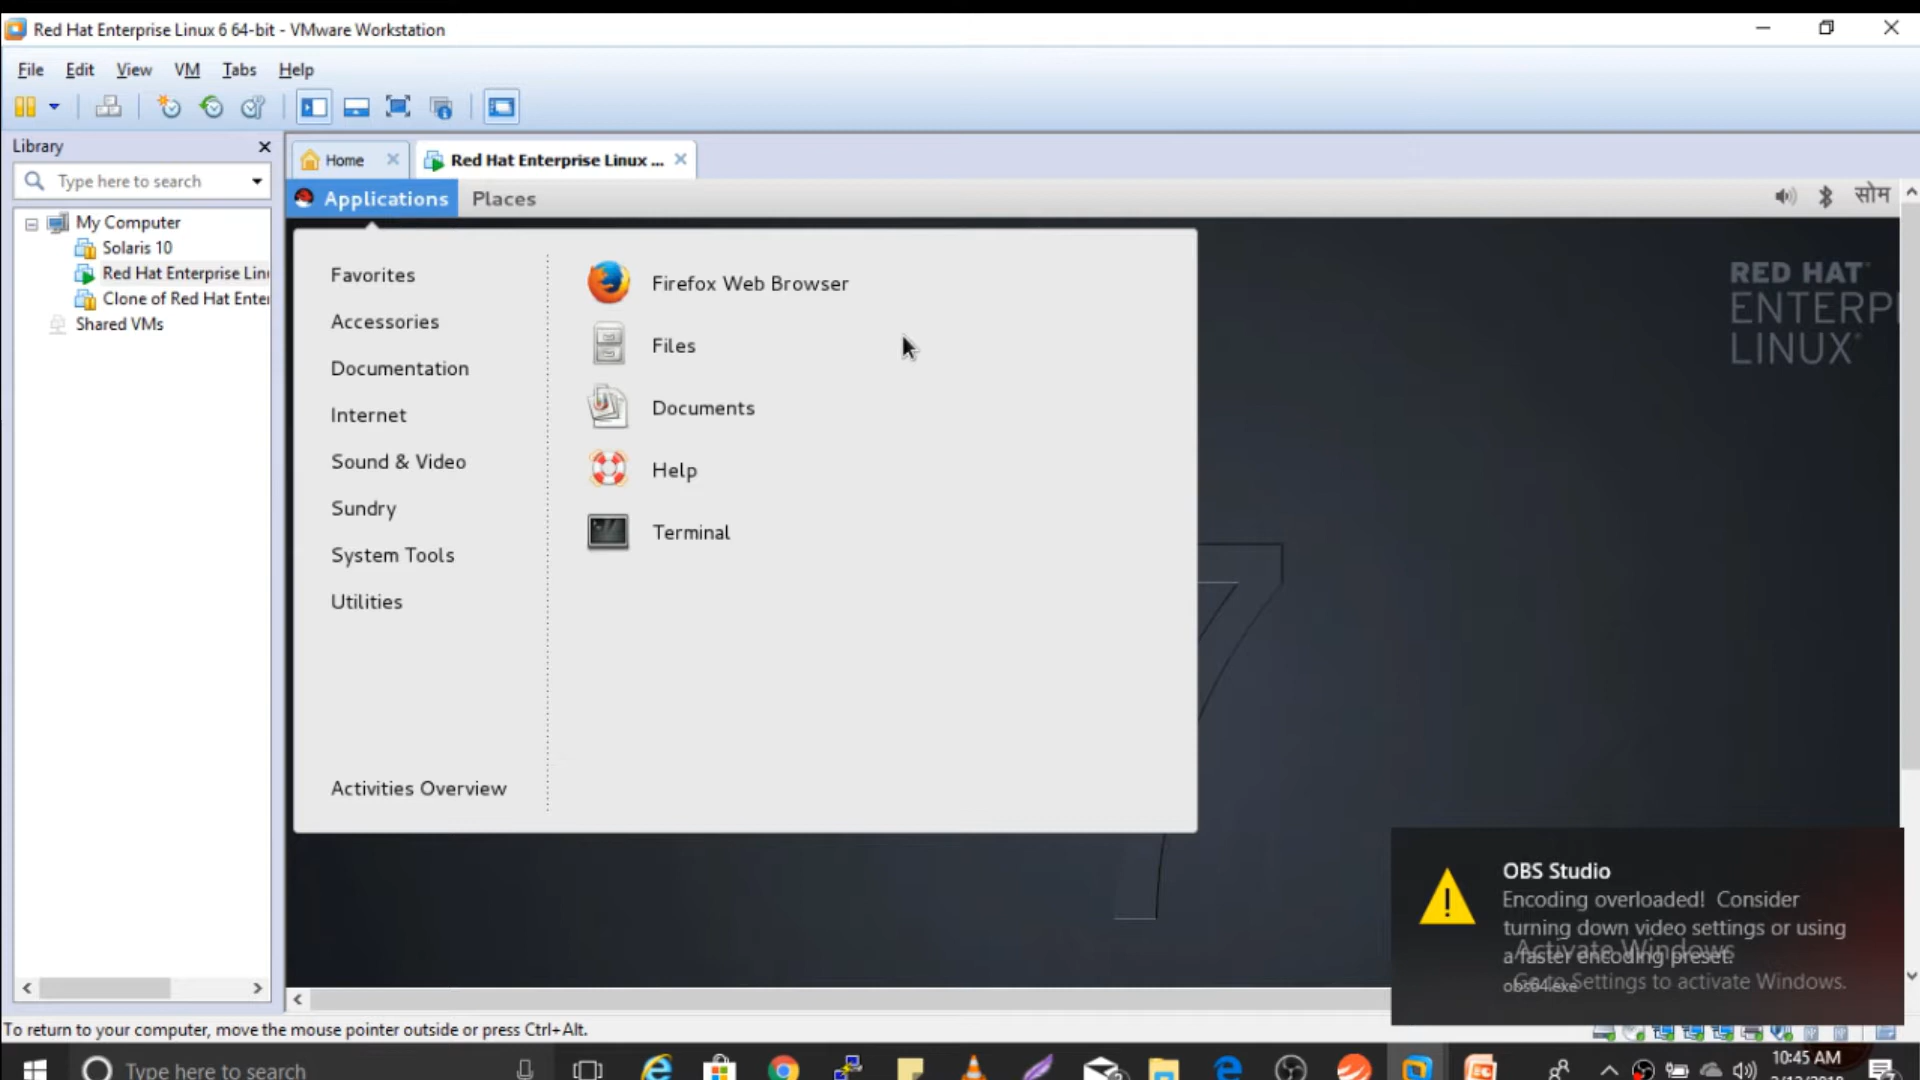 Red Hat Enterprise Linux 6 64-bit - VMware Workstation
File Edit View VM Tabs Help
Library
Type here to search
My Computer
Solaris 10
Red Hat Enterprise Lin
Clone of Red Hat Enter
Shared VMs
Home
Red Hat Enterprise Linux ...
Applications Places
सोम
Favorites
Accessories
Documentation
Internet
Sound & Video
Sundry
System Tools
Utilities
Activities Overview
Firefox Web Browser
Files
Documents
Help
Terminal
RED HAT
ENTERP
LINUX
7
OBS Studio
Encoding overloaded! Consider
turning down video settings or using
a faster encoding preset.
obs64.exe
Activate Windows
Go to Settings to activate Windows.
To return to your computer, move the mouse pointer outside or press Ctrl+Alt.
Type here to search
10:45 AM